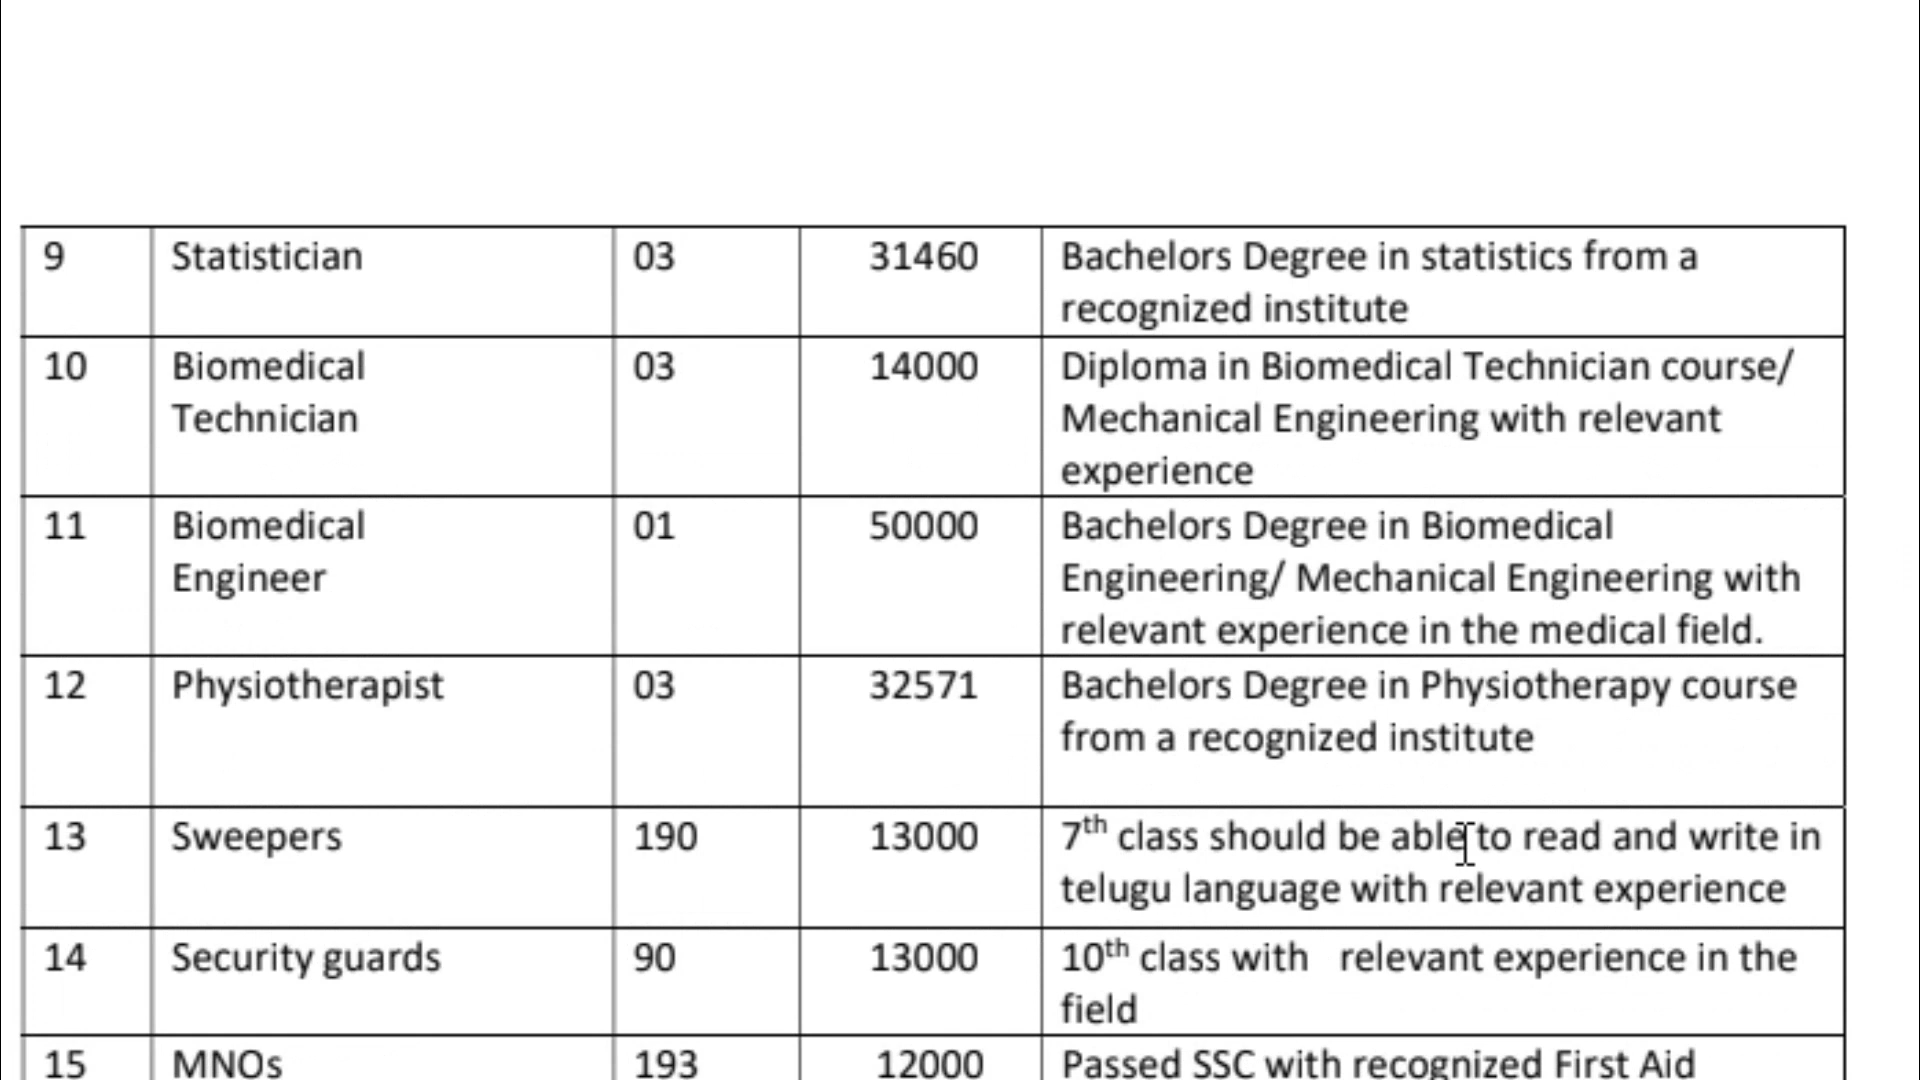 9 Statistician 03 31460 Bachelors Degree in statistics from a
recognized institute
10 Biomedical 03 14000 Diploma in Biomedical Technician course/
Technician Mechanical Engineering with relevant
experience
11 Biomedical 01 50000 Bachelors Degree in Biomedical
Engineer Engineering/ Mechanical Engineering with
relevant experience in the medical field.
12 Physiotherapist 03 32571 Bachelors Degree in Physiotherapy course
from a recognized institute
13 Sweepers 190 13000 7th class should be able to read and write in
telugu language with relevant experience
14 Security guards 90 13000 10th class with relevant experience in the
field
15 MNOs 193 12000 Passed SSC with recognized First Aid